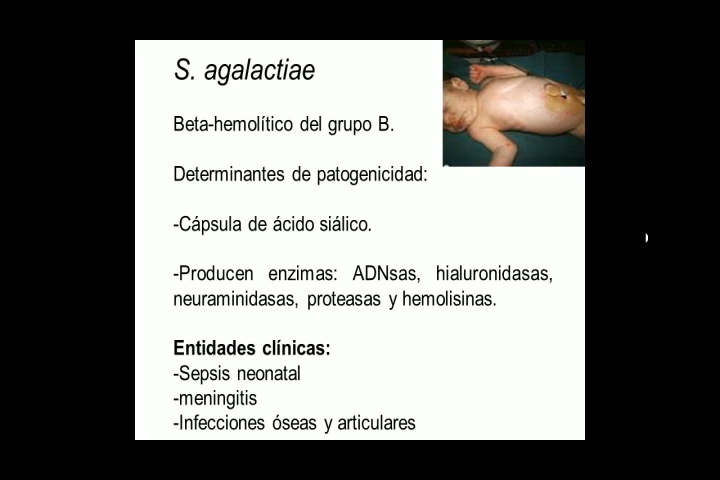 S. agalactiae
Beta-hemolítico del grupo B.
Determinantes de patogenicidad:
-Cápsula de ácido siálico.
-Producen enzimas: ADNsas, hialuronidasas,
neuraminidasas, proteasas y hemolisinas.
Entidades clínicas:
-Sepsis neonatal
-meningitis
-Infecciones óseas y articulares